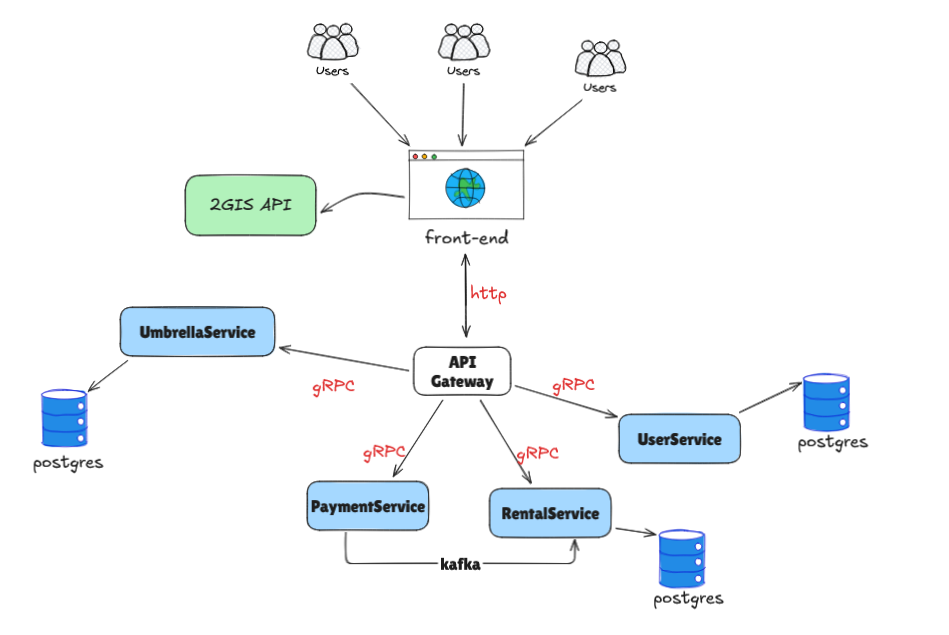 Users
Users
Users
2GIS API
front-end
http
UmbrellaService
API
Gateway
gRPC
gRPC
postgres
UserService
postgres
gRPC
gRPC
PaymentService
RentalService
kafka
postgres